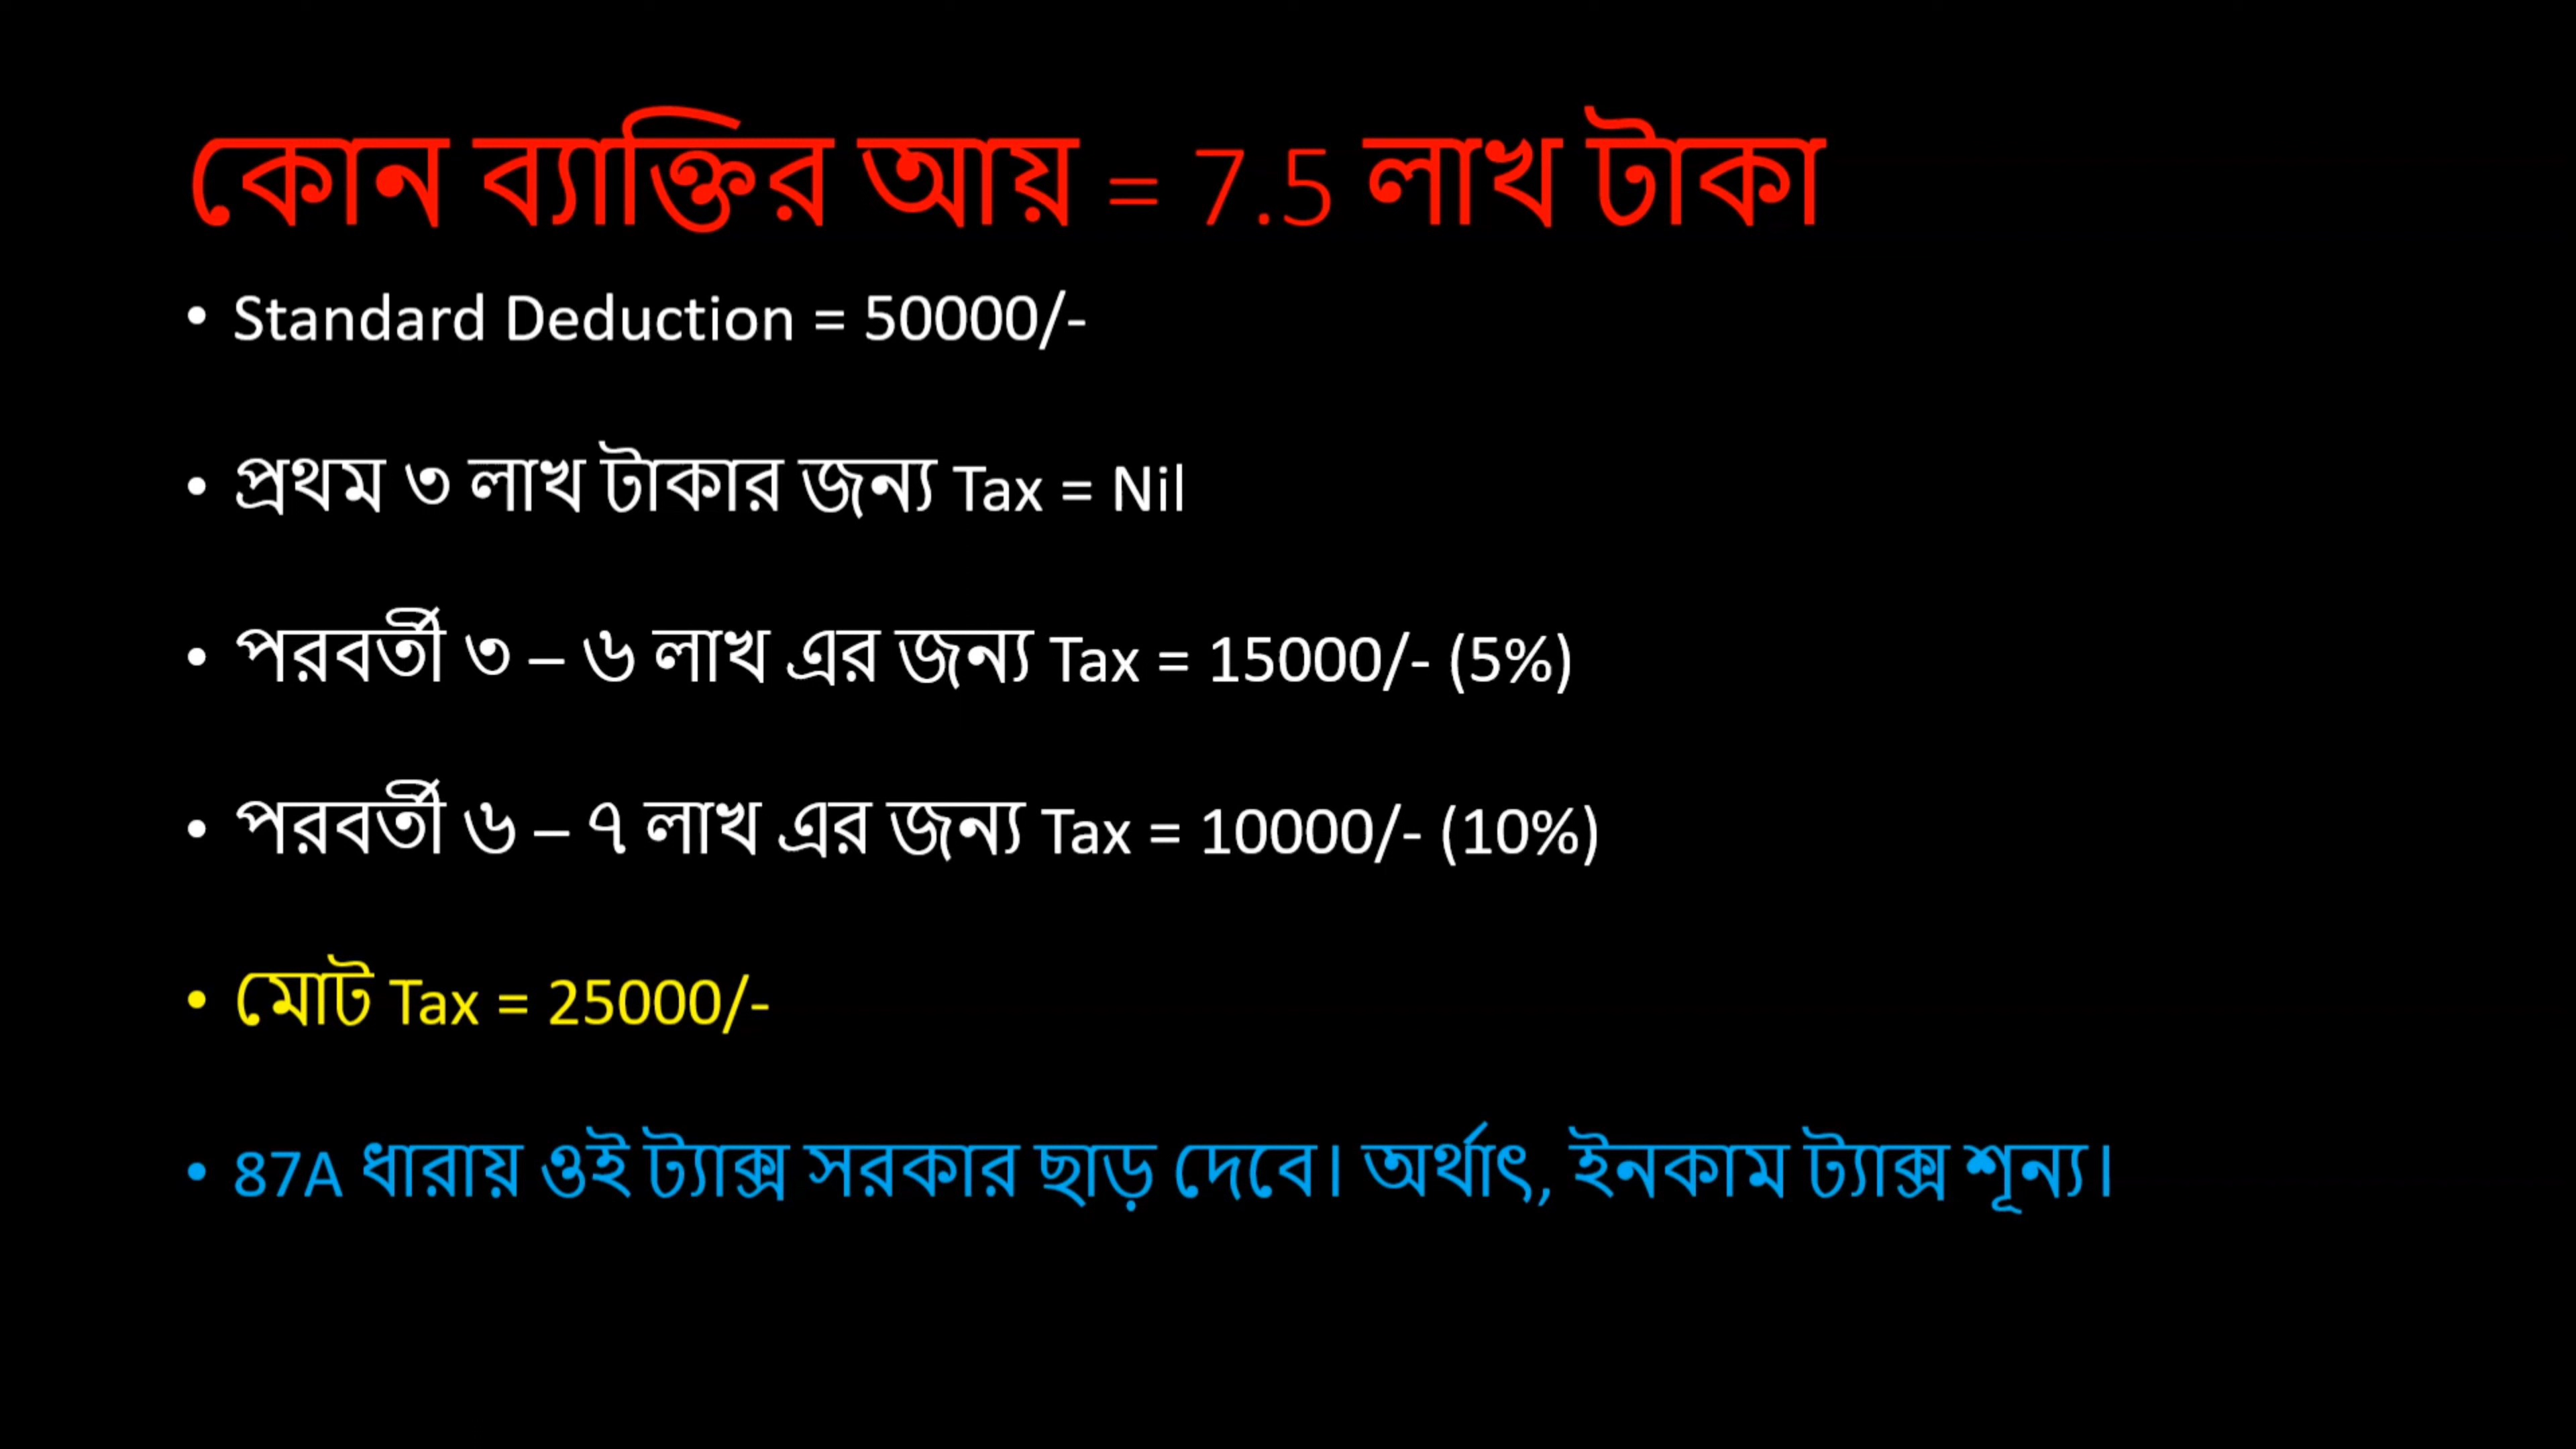 কোন ব্যাক্তির আয় = 7.5 লাখ টাকা
• Standard Deduction = 50000/-
• প্রথম ৩ লাখ টাকার জন্য Tax = Nil
• পরবর্তী ৩ – ৬ লাখ এর জন্য Tax = 15000/- (5%)
• পরবর্তী ৬ – ৭ লাখ এর জন্য Tax = 10000/- (10%)
• মোট Tax = 25000/-
• 87A ধারায় ওই ট্যাক্স সরকার ছাড় দেবে। অর্থাৎ, ইনকাম ট্যাক্স শূন্য।